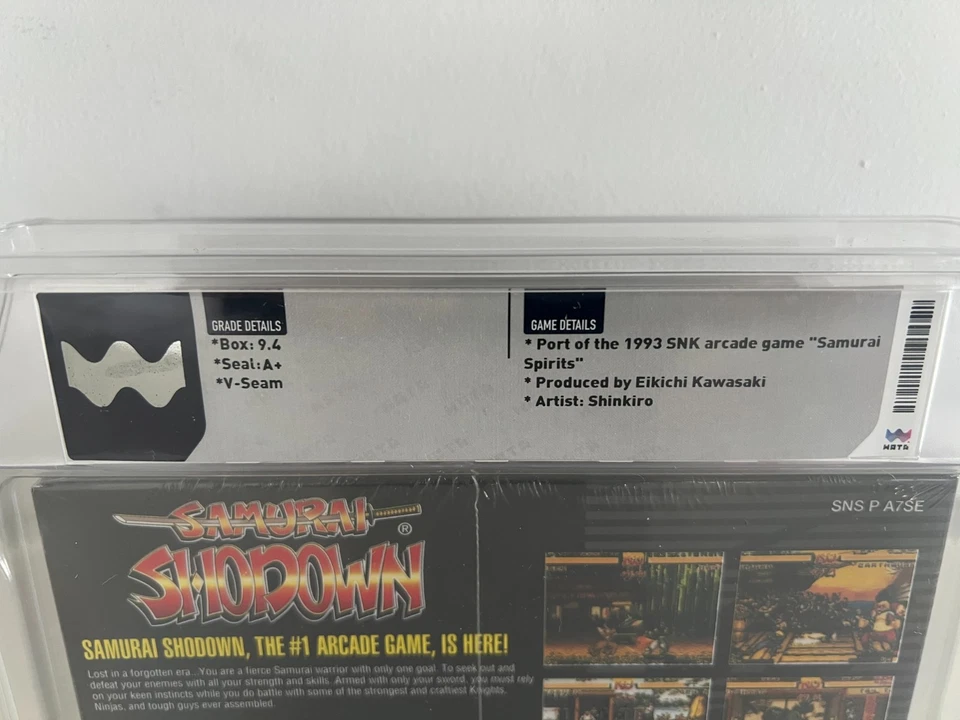 GRADE DETAILS
*Box: 9.4
*Seal:A+
*V-Seam
GAME DETAILS
* Port of the 1993 SNK arcade game "Samurai
Spirits"
* Produced by Eikichi Kawasaki
* Artist: Shinkiro
WATA
SNS P A7SE
SAMURAI ®
SHODOWN
SAMURAI SHODOWN, THE #1 ARCADE GAME, IS HERE!
Lost in a forgotten era...You are a fierce Samurai warrior with only one goal. To seek out and
defeat your enemies with all your strength and skills. Armed with only your sword, you must rely
on your keen instincts while you do battle with some of the strongest and craftiest Knights,
Ninjas, and tough guys ever assembled.